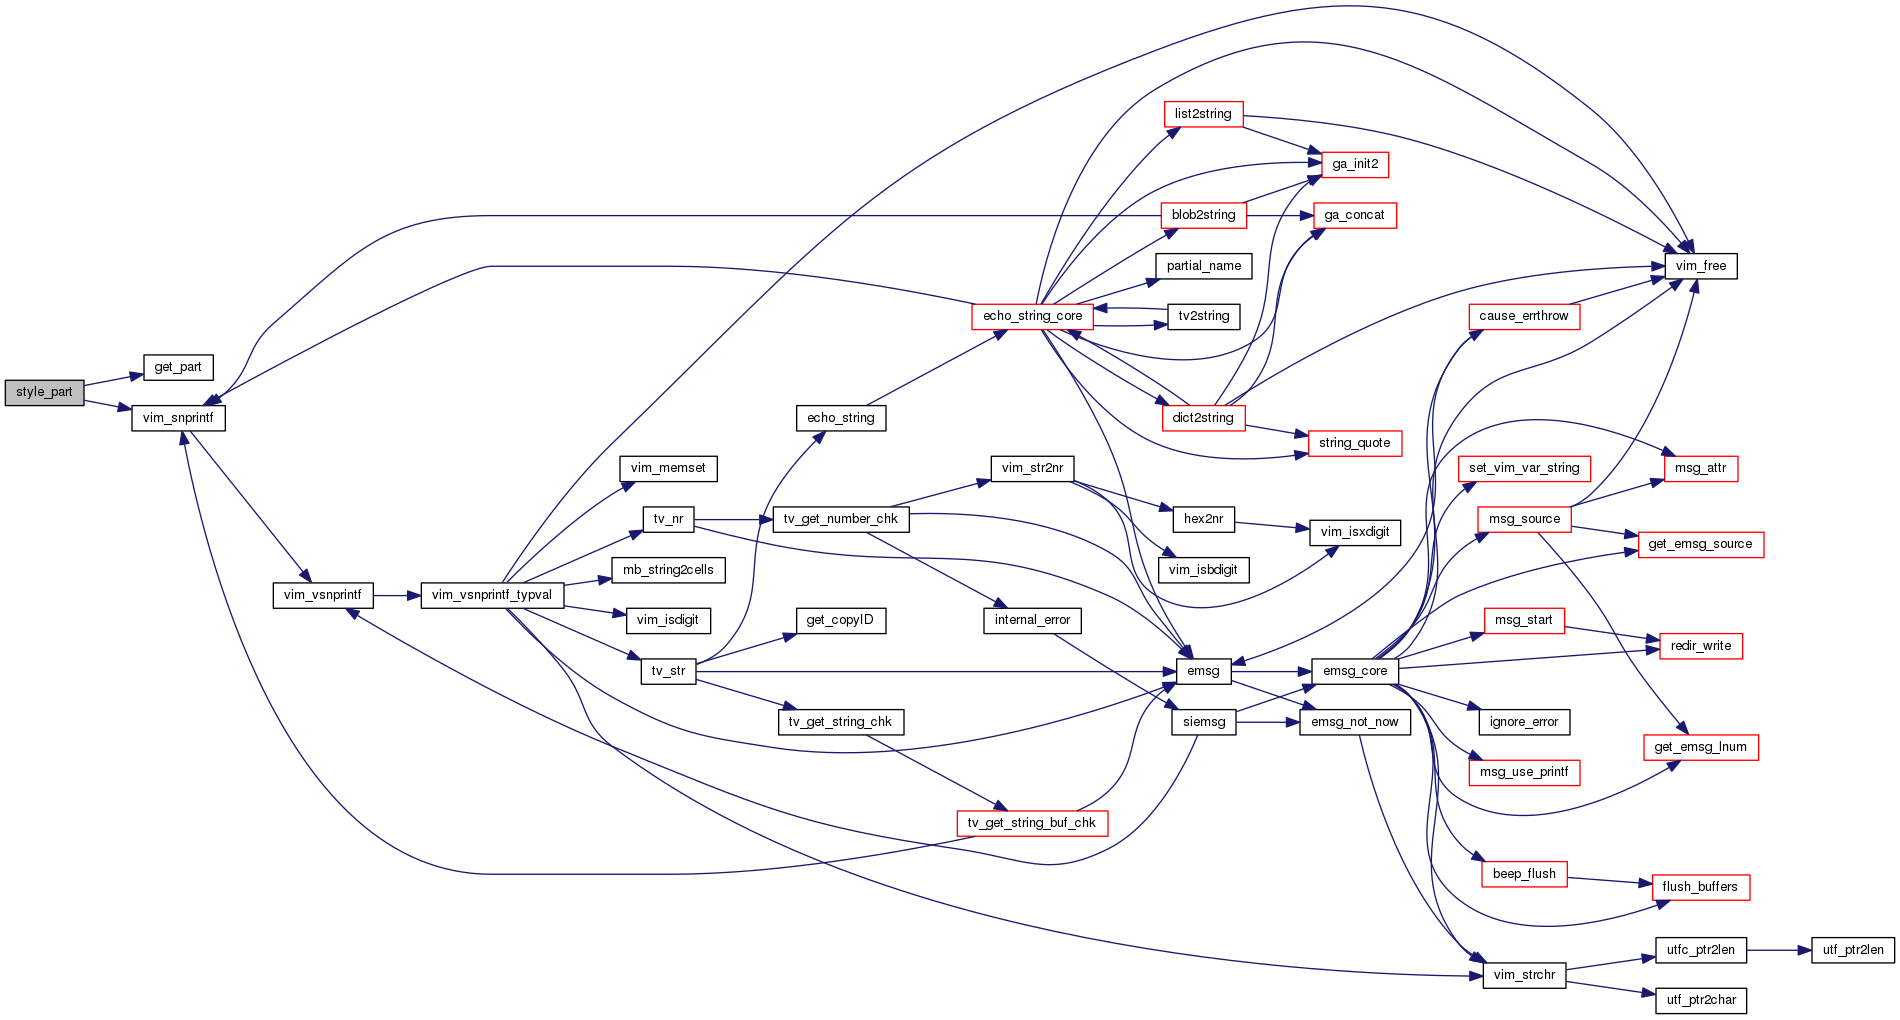 style_part
get_part
vim_snprintf
vim_vsnprintf
vim_vsnprintf_typval
vim_memset
tv_nr
mb_string2cells
vim_isdigit
tv_str
echo_string
tv_get_number_chk
get_copyID
tv_get_string_chk
echo_string_core
vim_str2nr
internal_error
tv_get_string_buf_chk
list2string
blob2string
partial_name
tv2string
dict2string
hex2nr
vim_isbdigit
emsg
siemsg
ga_init2
ga_concat
string_quote
vim_isxdigit
emsg_core
emsg_not_now
cause_errthrow
set_vim_var_string
msg_source
msg_start
ignore_error
msg_use_printf
beep_flush
vim_strchr
vim_free
msg_attr
get_emsg_source
redir_write
get_emsg_lnum
flush_buffers
utfc_ptr2len
utf_ptr2char
utf_ptr2len